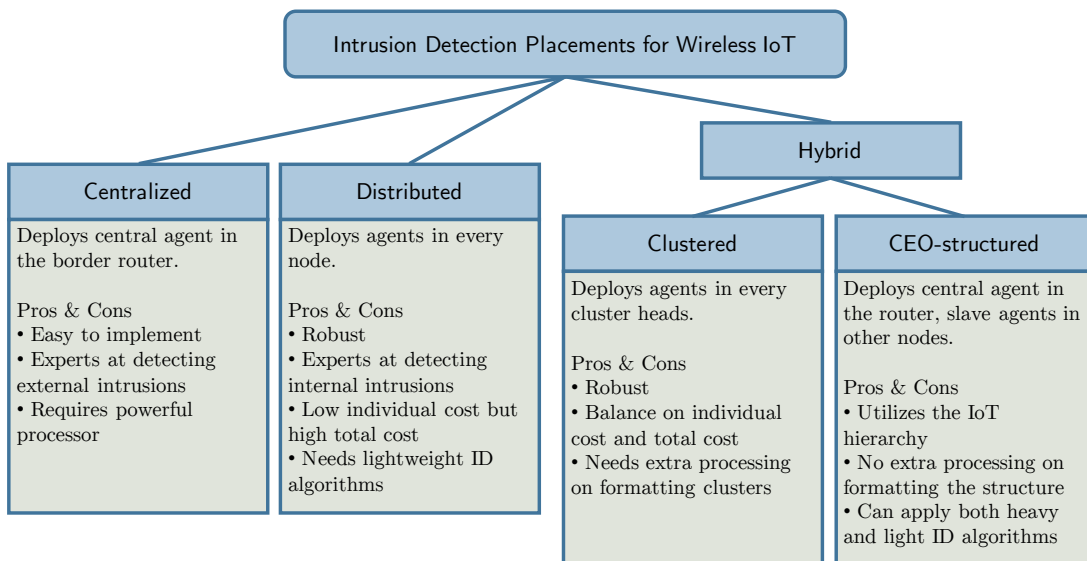 Intrusion Detection Placements for Wireless IoT
Hybrid
Centralized
Deploys central agent in
the border router.
Pros & Cons
• Easy to implement
• Experts at detecting
external intrusions
• Requires powerful
processor
Distributed
Deploys agents in every
node.
Pros & Cons
• Robust
• Experts at detecting
internal intrusions
• Low individual cost but
high total cost
• Needs lightweight ID
algorithms
Clustered
Deploys agents in every
cluster heads.
Pros & Cons
• Robust
• Balance on individual
cost and total cost
• Needs extra processing
on formatting clusters
CEO-structured
Deploys central agent in
the router, slave agents in
other nodes.
Pros & Cons
• Utilizes the IoT
hierarchy
• No extra processing on
formatting the structure
• Can apply both heavy
and light ID algorithms